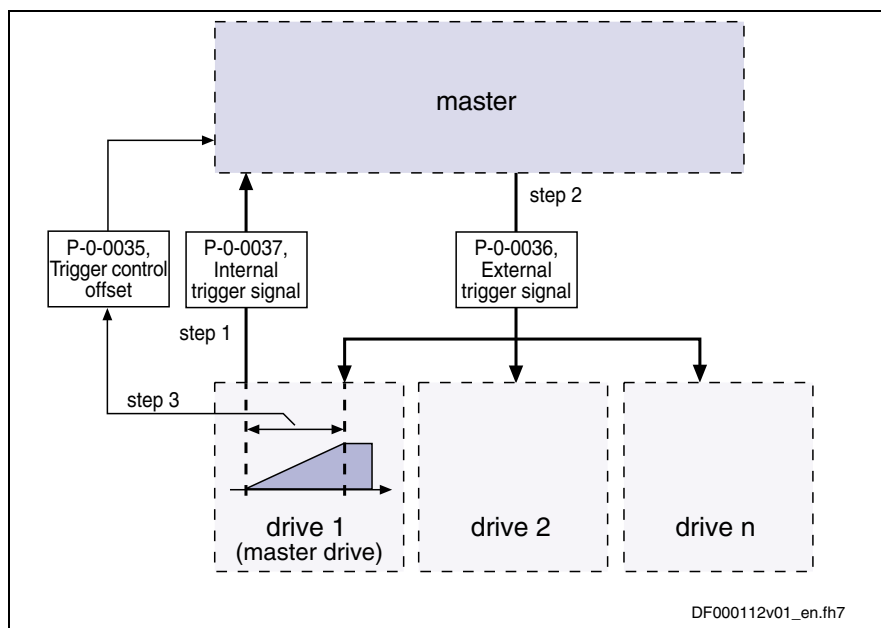 master
step 2
P-0-0035,
Trigger control
offset
P-0-0037,
Internal
trigger signal
P-0-0036,
External
trigger signal
step 1
step 3
drive 1
(master drive)
drive 2
drive n
DF000112v01_en.fh7